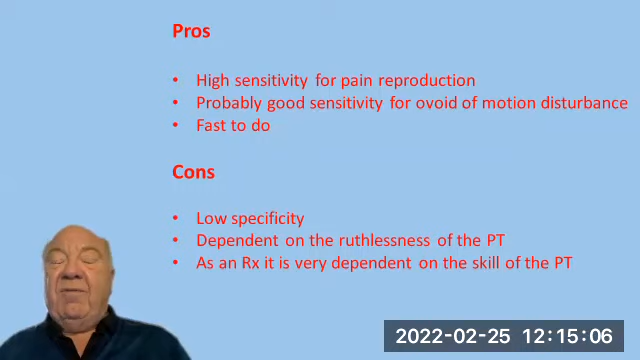 Pros
• High sensitivity for pain reproduction
• Probably good sensitivity for ovoid of motion disturbance
• Fast to do
Cons
• Low specificity
• Dependent on the ruthlessness of the PT
• As an Rx it is very dependent on the skill of the PT
2022-02-25 12:15:06